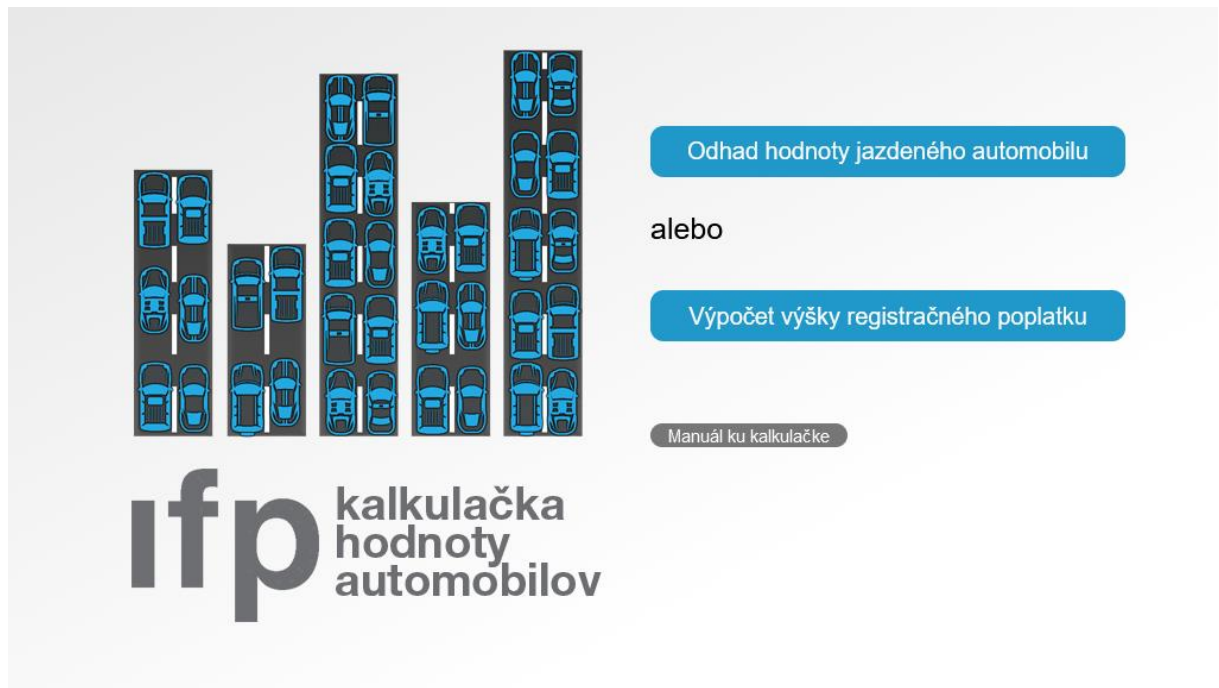 Odhad hodnoty jazdeného automobilu
alebo
Výpočet výšky registračného poplatku
Manuál ku kalkulačke
ifp
kalkulačka
hodnoty
automobilov